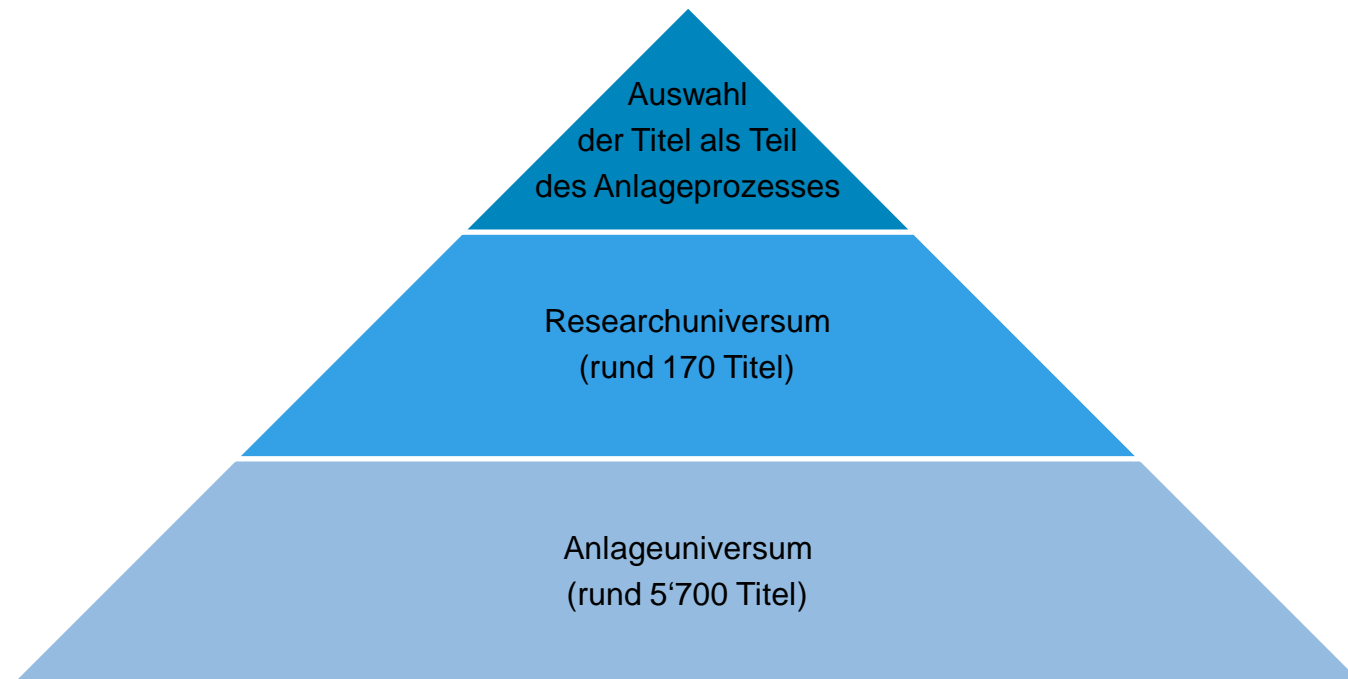 Auswahl
der Titel als Teil
des Anlageprozesses
Researchuniversum
(rund 170 Titel)
Anlageuniversum
(rund 5‘700 Titel)